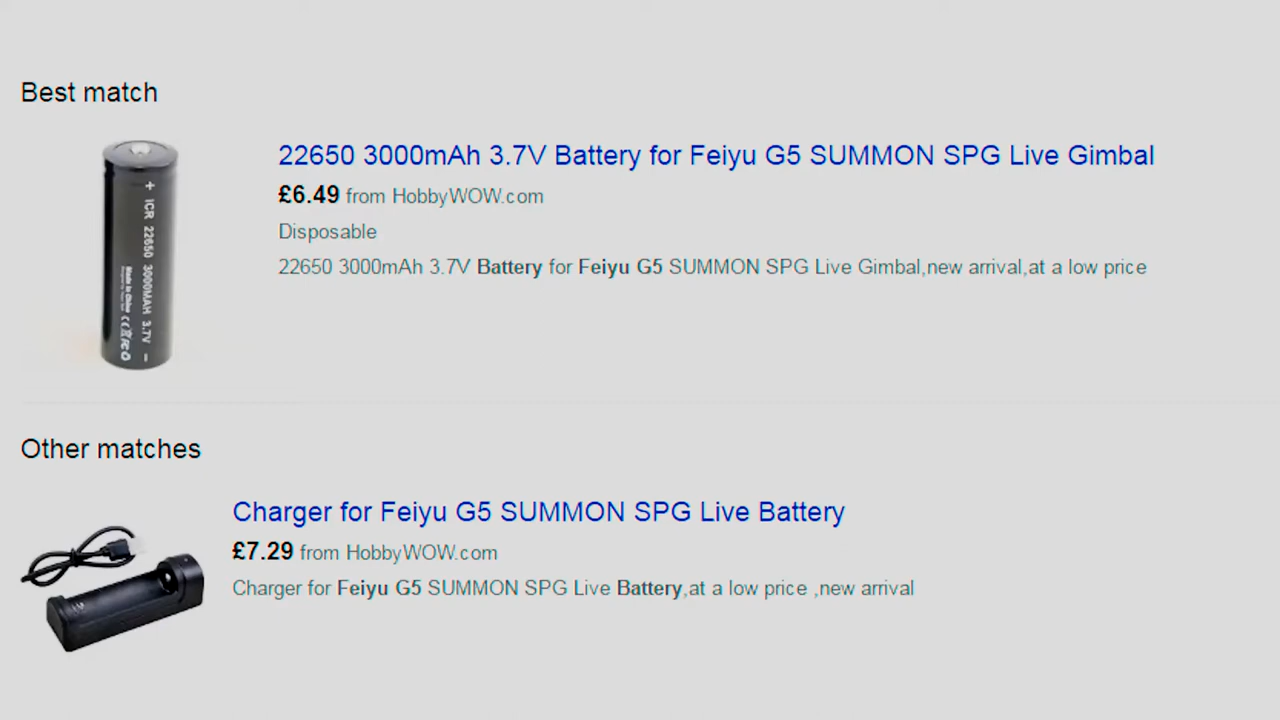 Best match
22650 3000mAh 3.7V Battery for Feiyu G5 SUMMON SPG Live Gimbal
£6.49 from HobbyWOW.com
Disposable
22650 3000mAh 3.7V Battery for Feiyu G5 SUMMON SPG Live Gimbal,new arrival,at a low price
+ ICR 22650 3000MAH 3.7V −
Made in China
Other matches
Charger for Feiyu G5 SUMMON SPG Live Battery
£7.29 from HobbyWOW.com
Charger for Feiyu G5 SUMMON SPG Live Battery,at a low price ,new arrival